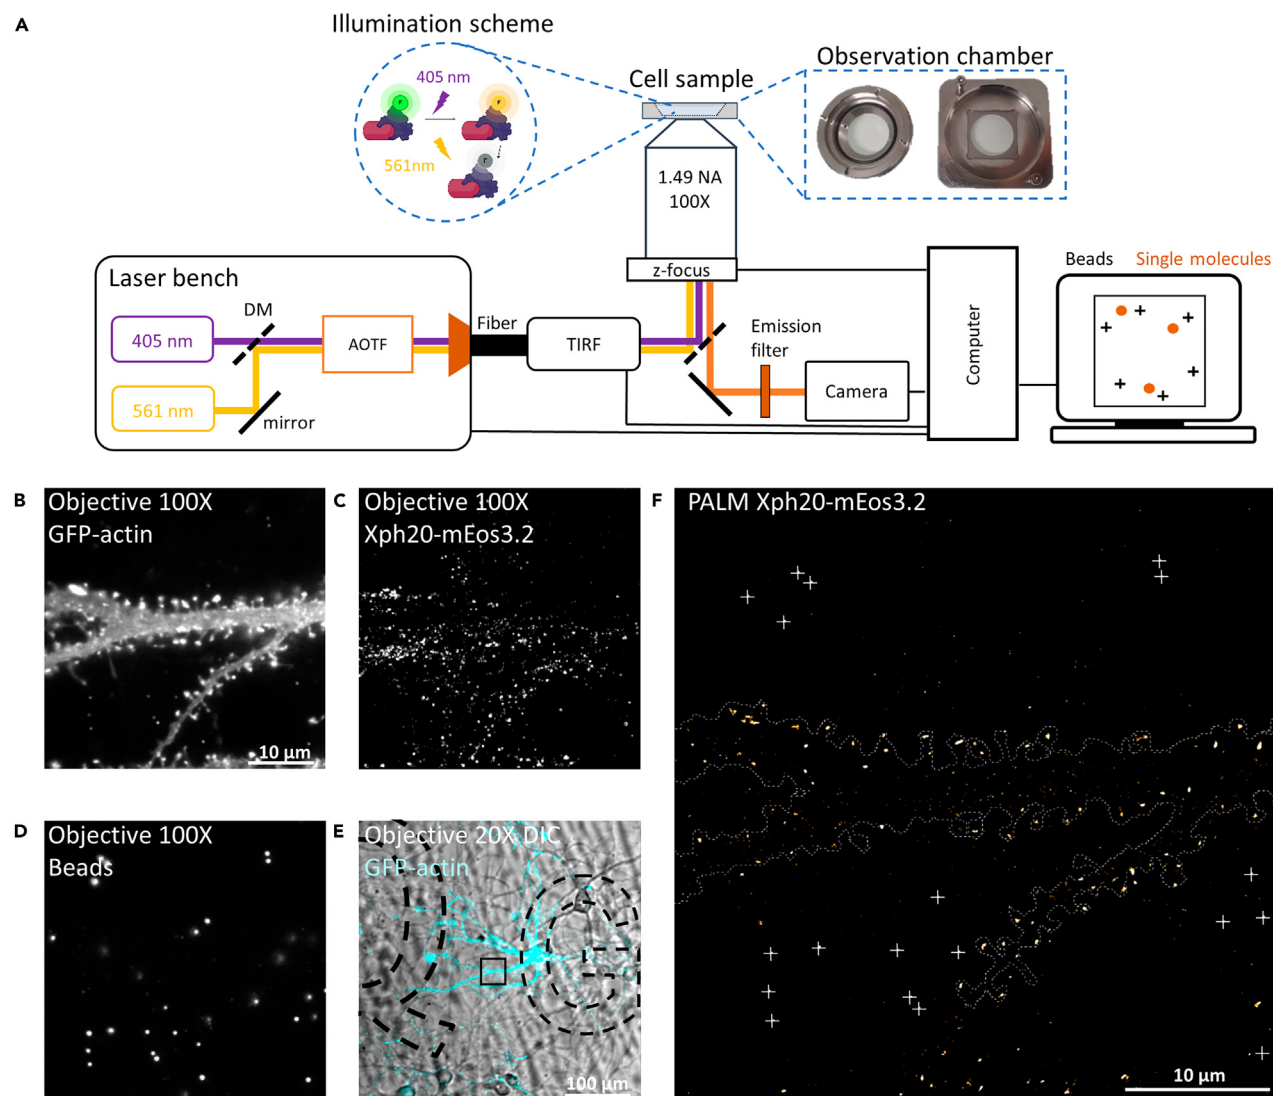 A
Illumination scheme
405 nm
F
F
561nm
F
Cell sample
Observation chamber
1.49 NA
100X
z-focus
Laser bench
DM
405 nm
AOTF
Fiber
TIRF
Emission
filter
Camera
Computer
Beads
Single molecules
561 nm
mirror
B
Objective 100X
GFP-actin
10 µm
C
Objective 100X
Xph20-mEos3.2
D
Objective 100X
Beads
E
Objective 20X DIC
GFP-actin
100 µm
F
PALM Xph20-mEos3.2
10 µm